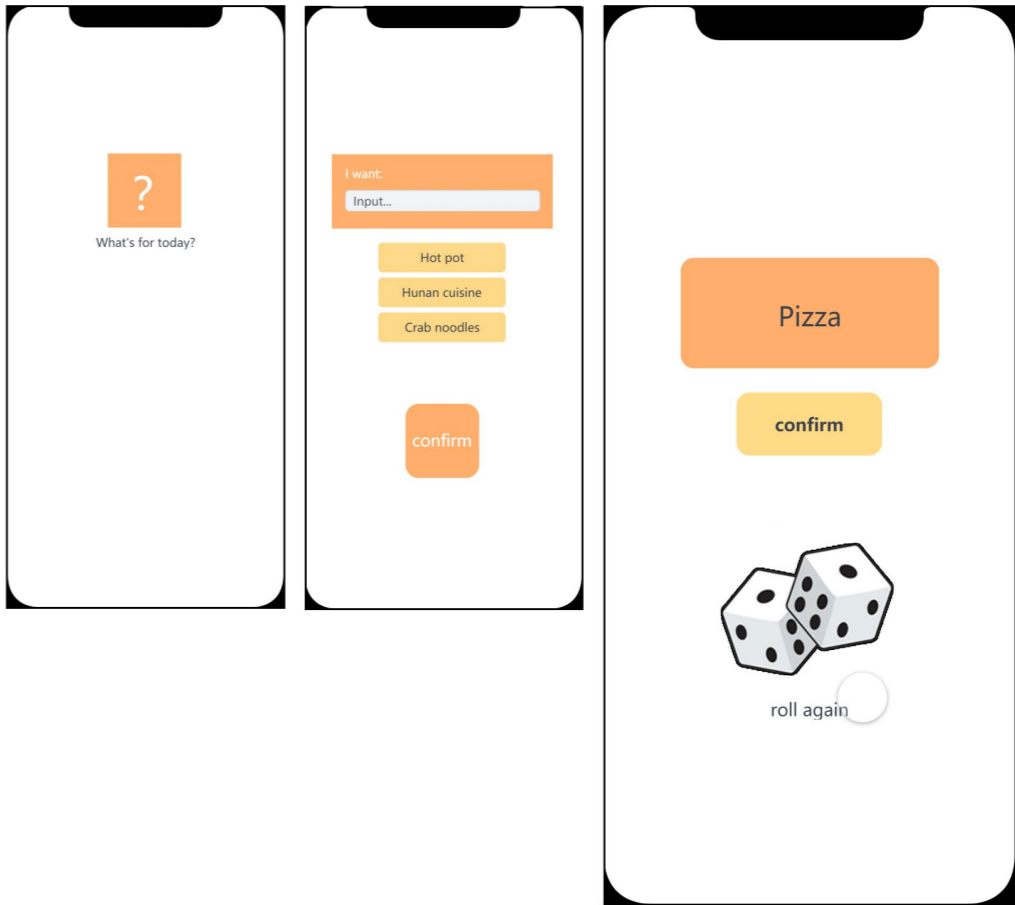 ?
What's for today?
I want:
Input...
Hot pot
Hunan cuisine
Crab noodles
confirm
Pizza
confirm
roll again